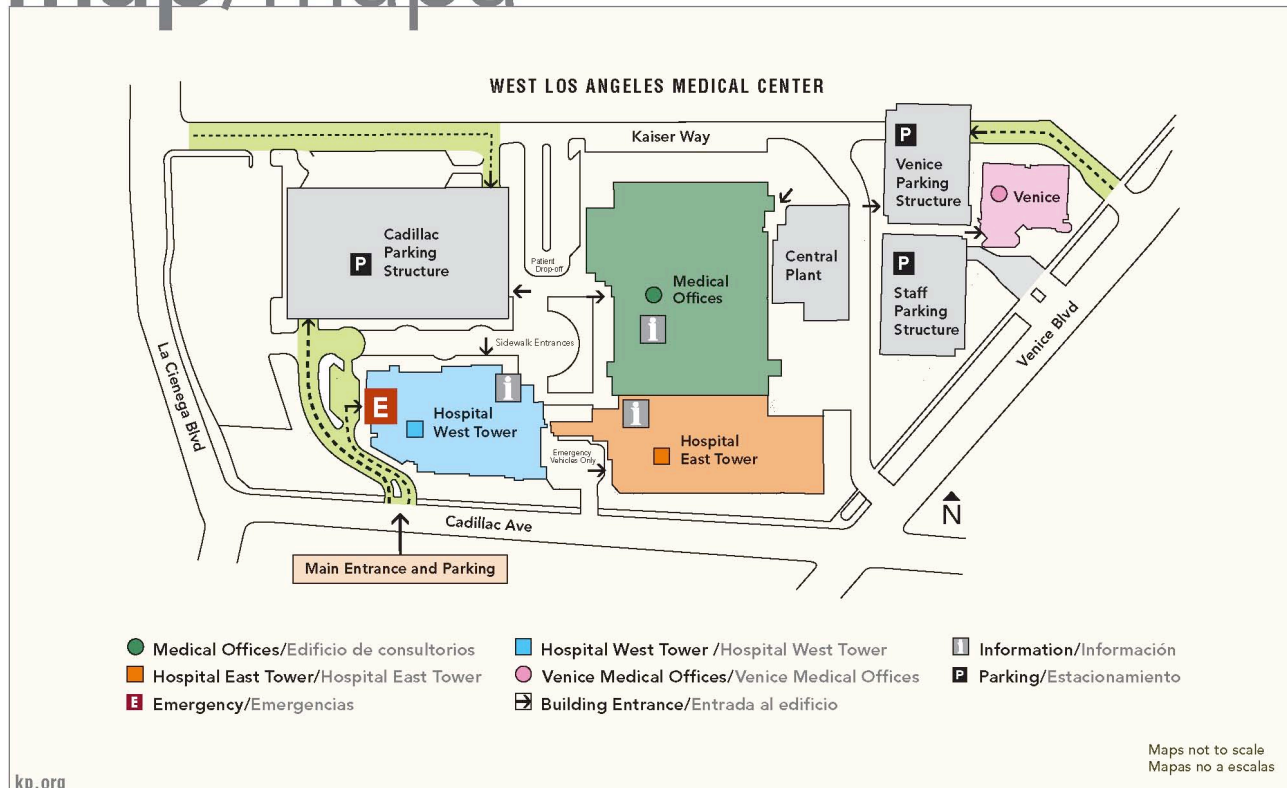 map/mapa
WEST LOS ANGELES MEDICAL CENTER
Kaiser Way
P
Venice
Parking
Structure
Venice
Cadillac
Parking
Structure
P
Patient
Drop-off
Medical
Offices
i
Central
Plant
P
Staff
Parking
Structure
Venice Blvd
La Cienega Blvd
Sidewalk Entrances
E
i
Hospital
West Tower
i
Hospital
East Tower
Emergency
Vehicles Only
N
Cadillac Ave
Main Entrance and Parking
Medical Offices/Edificio de consultorios
Hospital East Tower/Hospital East Tower
E Emergency/Emergencias
Hospital West Tower /Hospital West Tower
Venice Medical Offices/Venice Medical Offices
Building Entrance/Entrada al edificio
i Information/Información
P Parking/Estacionamiento
Maps not to scale
Mapas no a escalas
kp.org